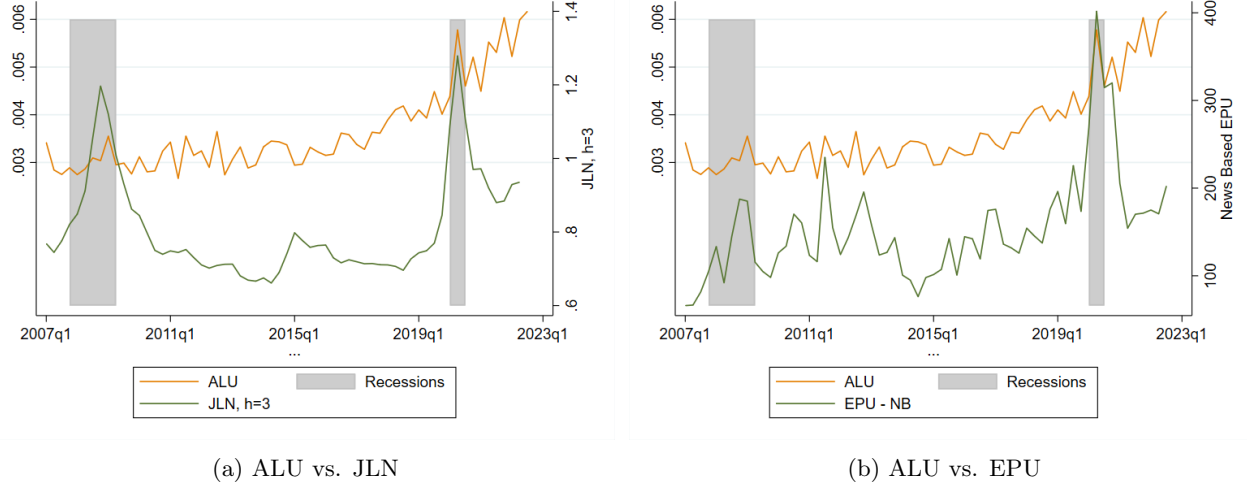 .006
.005
.004
.003
1.4
1.2
1
.8
.6
JLN, h=3
2007q1 2011q1 2015q1 2019q1 2023q1
...
ALU Recessions
JLN, h=3
(a) ALU vs. JLN
.006
.005
.004
.003
400
300
200
100
News Based EPU
2007q1 2011q1 2015q1 2019q1 2023q1
...
ALU Recessions
EPU - NB
(b) ALU vs. EPU